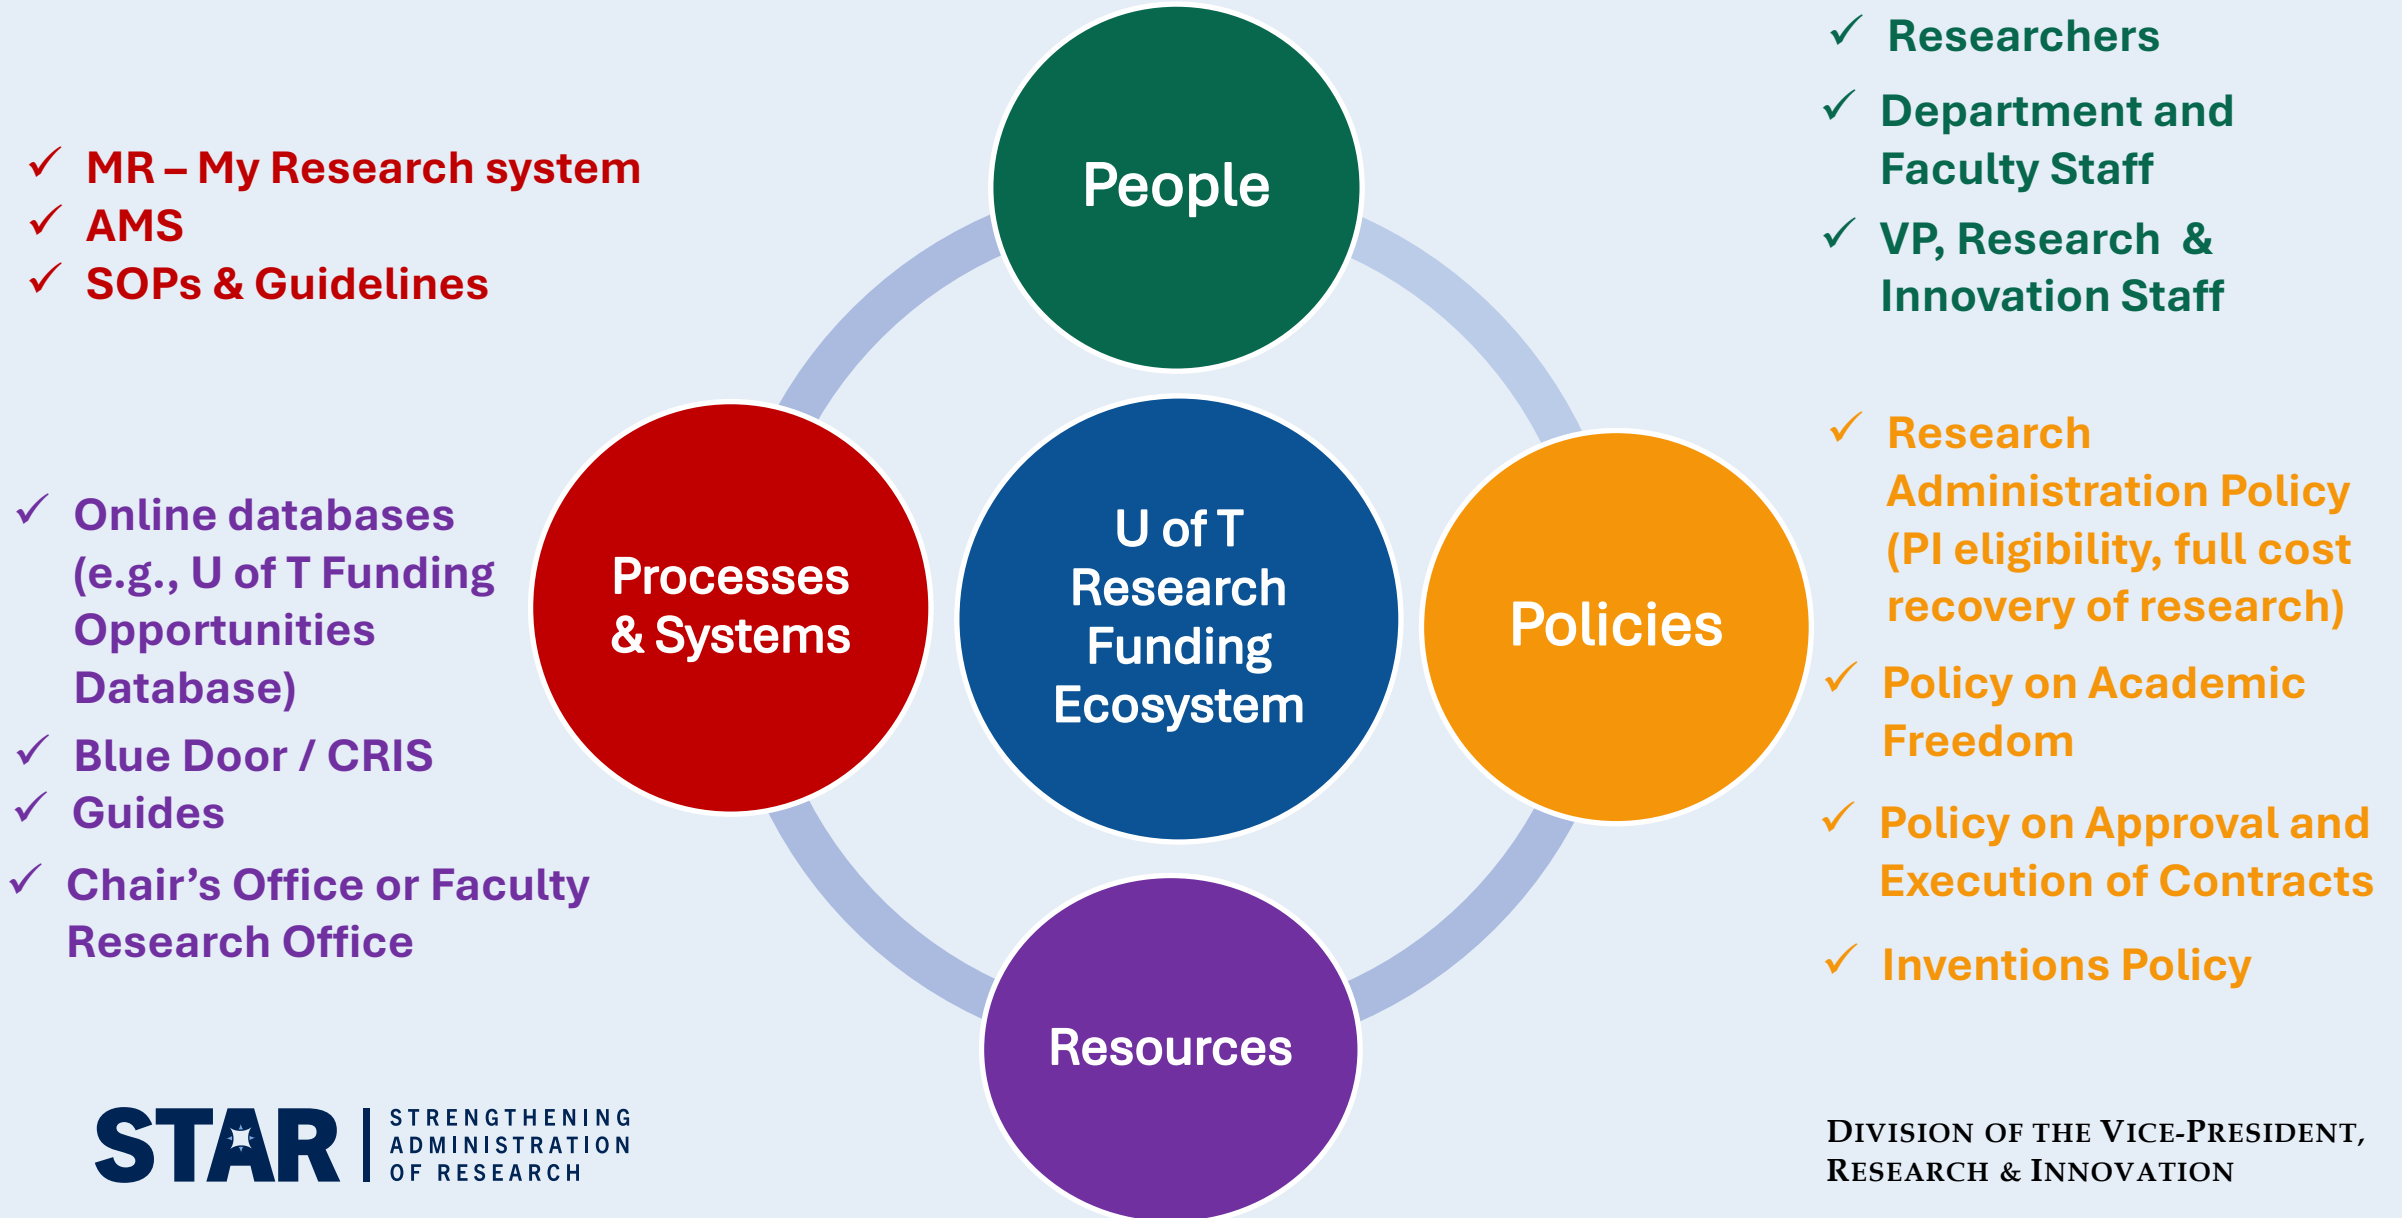 People
✓ Researchers
✓ Department and
Faculty Staff
✓ VP, Research &
Innovation Staff
✓ MR – My Research system
✓ AMS
✓ SOPs & Guidelines
Processes
& Systems
U of T
Research
Funding
Ecosystem
Policies
✓ Research
Administration Policy
(PI eligibility, full cost
recovery of research)
✓ Policy on Academic
Freedom
✓ Policy on Approval and
Execution of Contracts
✓ Inventions Policy
✓ Online databases
(e.g., U of T Funding
Opportunities
Database)
✓ Blue Door / CRIS
✓ Guides
✓ Chair’s Office or Faculty
Research Office
Resources
STAR
STRENGTHENING
ADMINISTRATION
OF RESEARCH
DIVISION OF THE VICE-PRESIDENT,
RESEARCH & INNOVATION